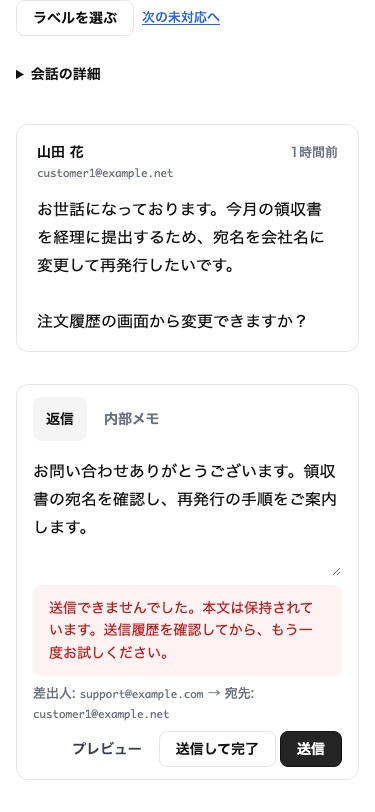 ラベルを選ぶ 次の未対応へ
▶ 会話の詳細
山田 花 1時間前
customer1@example.net
お世話になっております。今月の領収書
を経理に提出するため、宛名を会社名に
変更して再発行したいです。
注文履歴の画面から変更できますか？
返信 内部メモ
お問い合わせありがとうございます。領収
書の宛名を確認し、再発行の手順をご案内
します。
送信できませんでした。本文は保持されて
います。送信履歴を確認してから、もう一
度お試しください。
差出人: support@example.com → 宛先:
customer1@example.net
プレビュー 送信して完了 送信